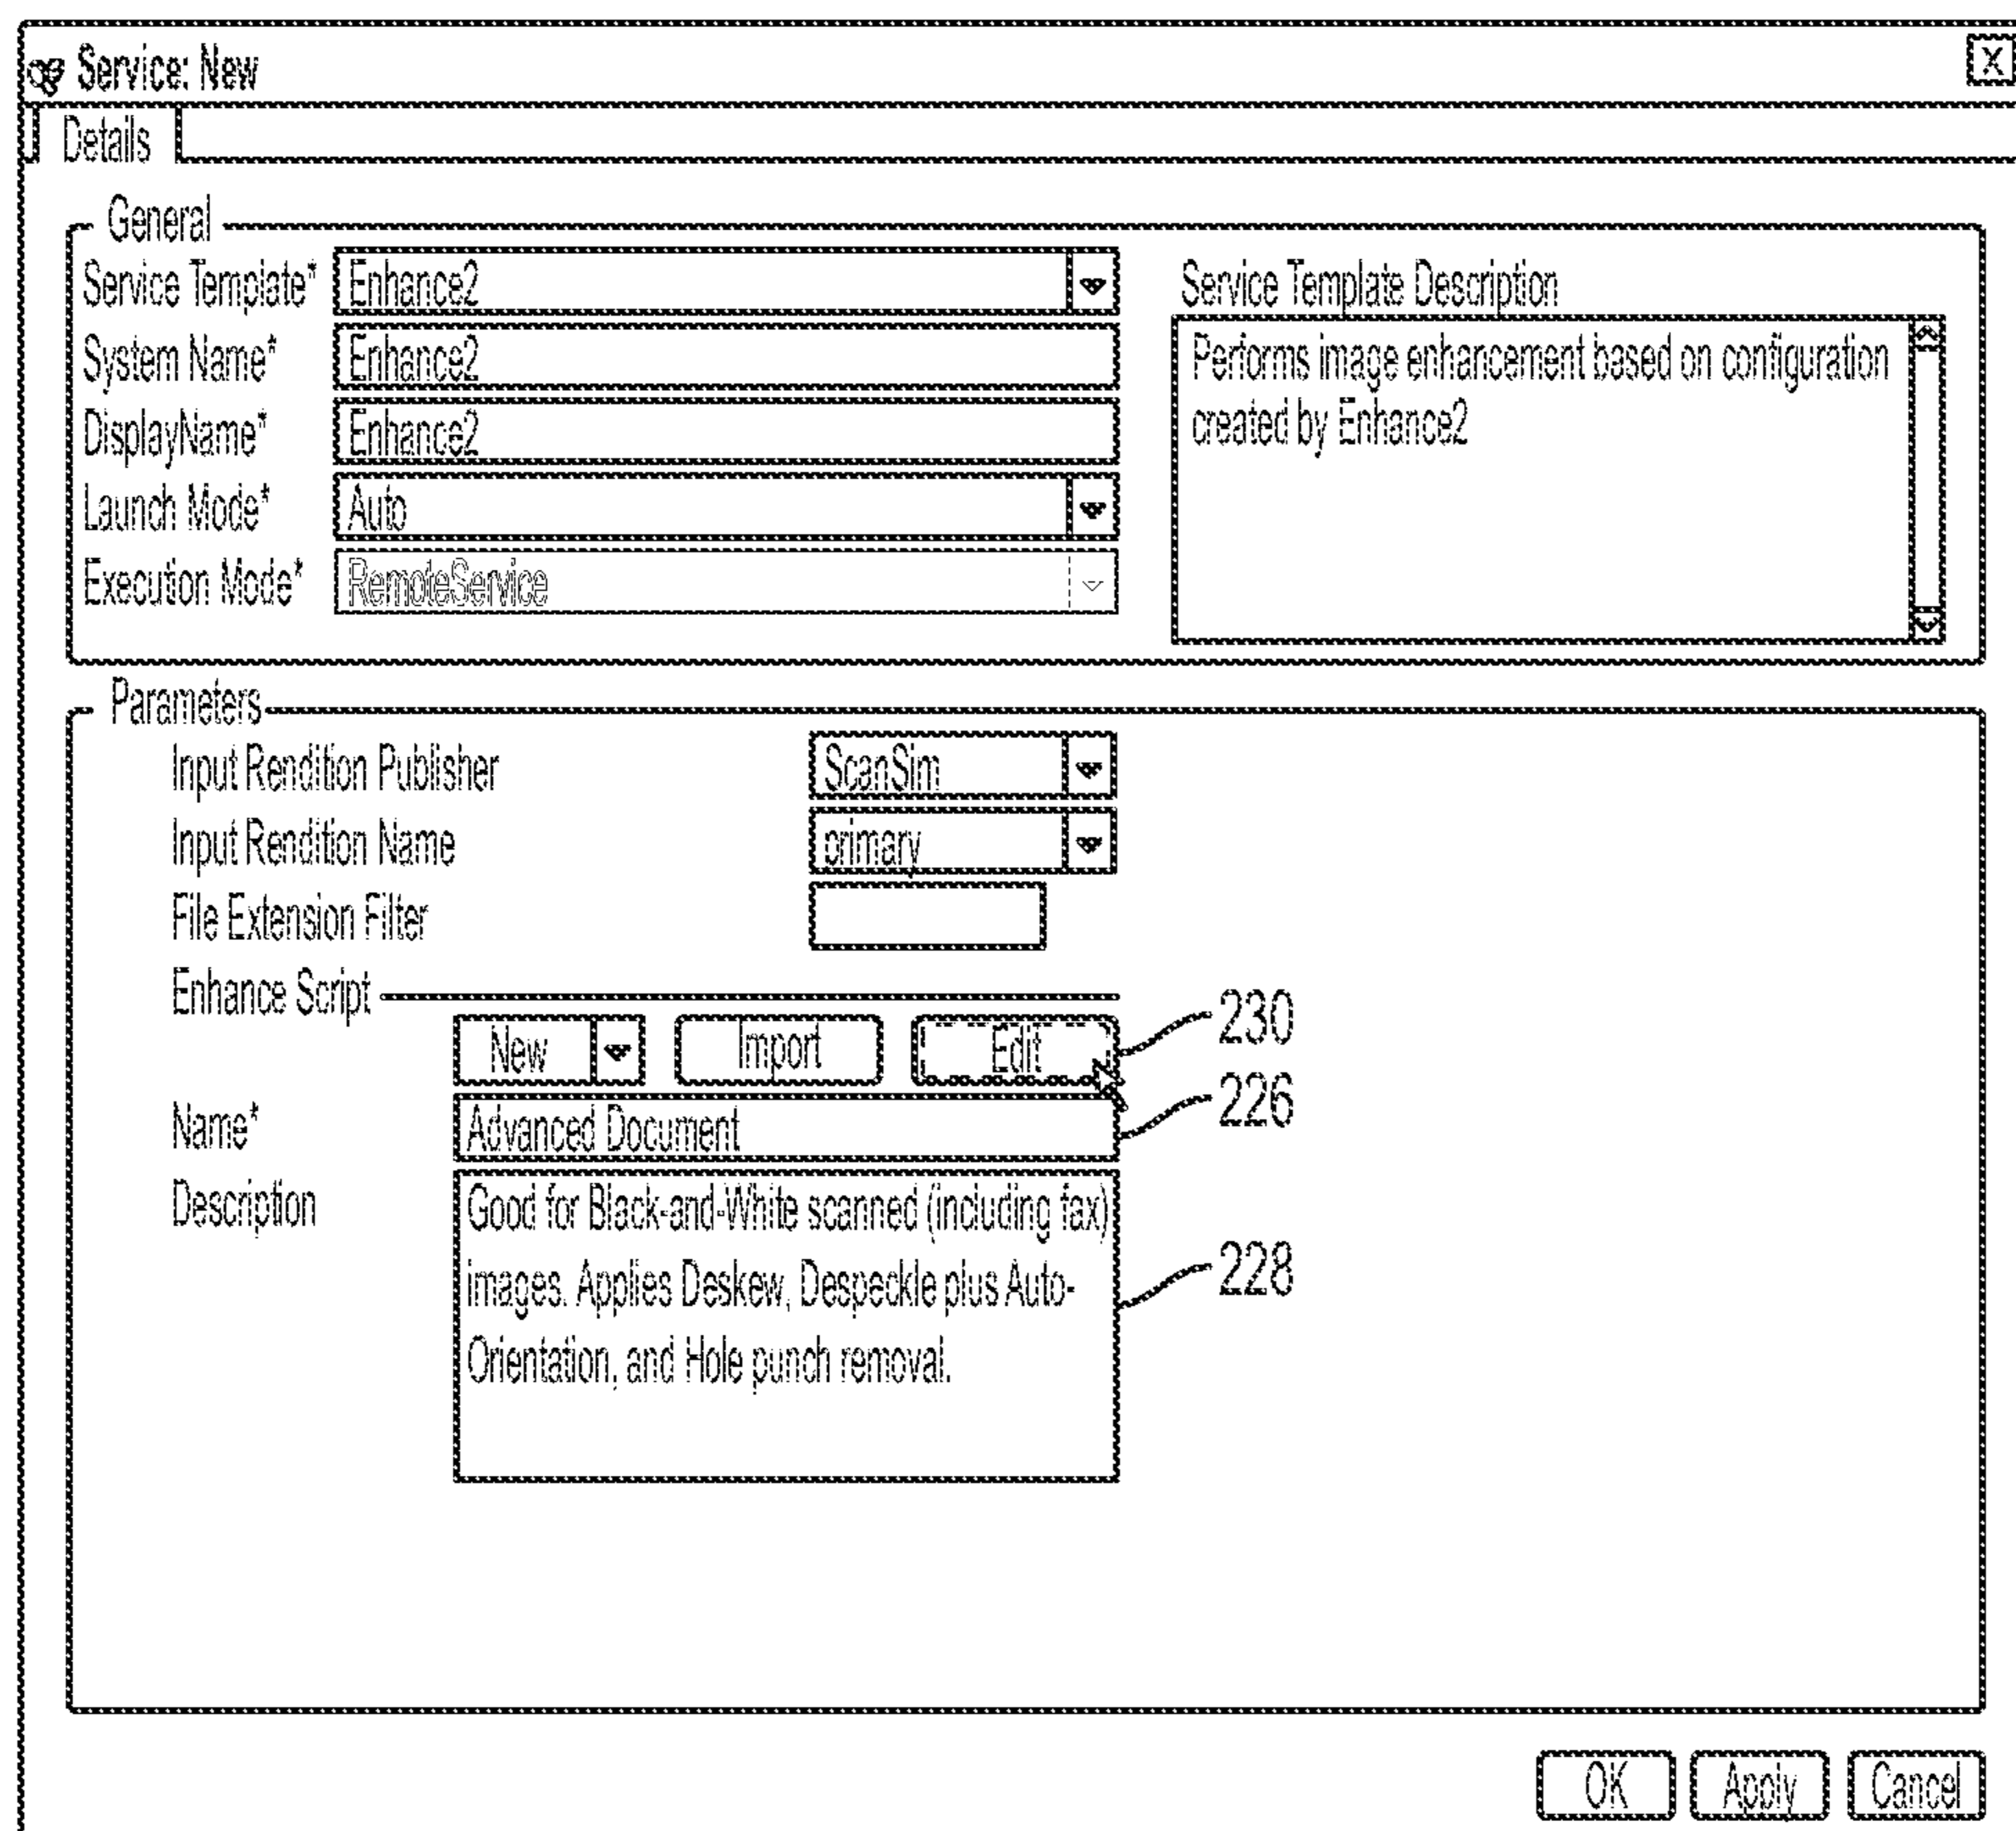 Service: New
X
Details
General
Service Template* Enhance2
System Name* Enhance2
DisplayName* Enhance2
Launch Mode* Auto
Execution Mode* RemoteService
Service Template Description
Performs image enhancement based on configuration
created by Enhance2
Parameters
Input Rendition Publisher ScanSim
Input Rendition Name primary
File Extension Filter
Enhance Script
New Import Edit 230
Name* Advanced Document 226
Description
Good for Black-and-White scanned (including fax)
images. Applies Deskew, Despeckle plus Auto-
Orientation, and Hole punch removal.
228
OK Apply Cancel